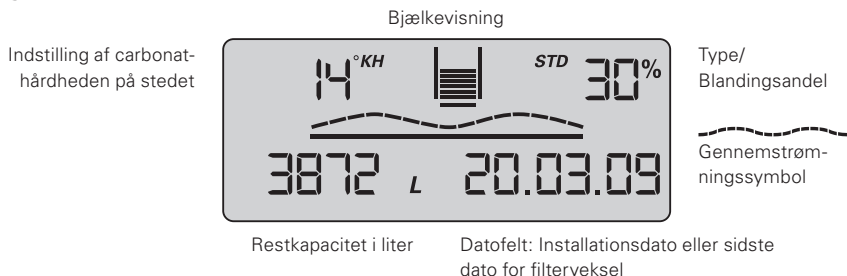 Bjælkevisning
Indstilling af carbonat-
hårdheden på stedet
14 °KH
STD 30%
Type/
Blandingsandel
Gennemstrøm-
ningssymbol
3872 L 20.03.09
Restkapacitet i liter
Datofelt: Installationsdato eller sidste
dato for filterveksel